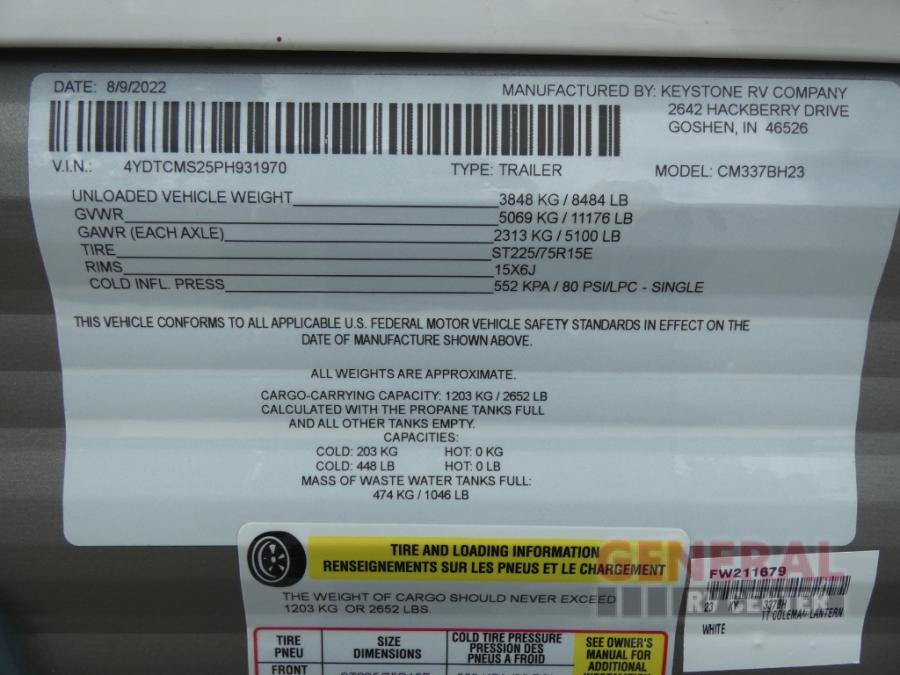 DATE: 8/9/2022
MANUFACTURED BY: KEYSTONE RV COMPANY
2642 HACKBERRY DRIVE
GOSHEN, IN 46526
V.I.N.: 4YDTCMS25PH931970 TYPE: TRAILER MODEL: CM337BH23
UNLOADED VEHICLE WEIGHT 3848 KG / 8484 LB
GVWR 5069 KG / 11176 LB
GAWR (EACH AXLE) 2313 KG / 5100 LB
TIRE ST225/75R15E
RIMS 15X6J
COLD INFL. PRESS 552 KPA / 80 PSI/LPC - SINGLE
THIS VEHICLE CONFORMS TO ALL APPLICABLE U.S. FEDERAL MOTOR VEHICLE SAFETY STANDARDS IN EFFECT ON THE
DATE OF MANUFACTURE SHOWN ABOVE.
ALL WEIGHTS ARE APPROXIMATE.
CARGO-CARRYING CAPACITY: 1203 KG / 2652 LB
CALCULATED WITH THE PROPANE TANKS FULL
AND ALL OTHER TANKS EMPTY.
CAPACITIES:
COLD: 203 KG HOT: 0 KG
COLD: 448 LB HOT: 0 LB
MASS OF WASTE WATER TANKS FULL:
474 KG / 1046 LB
TIRE AND LOADING INFORMATION
RENSEIGNEMENTS SUR LES PNEUS ET LE CHARGEMENT
THE WEIGHT OF CARGO SHOULD NEVER EXCEED
1203 KG OR 2652 LBS.
TIRE
PNEU
SIZE
DIMENSIONS
COLD TIRE PRESSURE
PRESSION DES
PNEUS A FROID
SEE OWNER'S
MANUAL FOR
ADDITIONAL
FRONT
GENERAL
RV CENTER
FW211679
23 337BH
TT COLEMAN LANTERN
WHITE